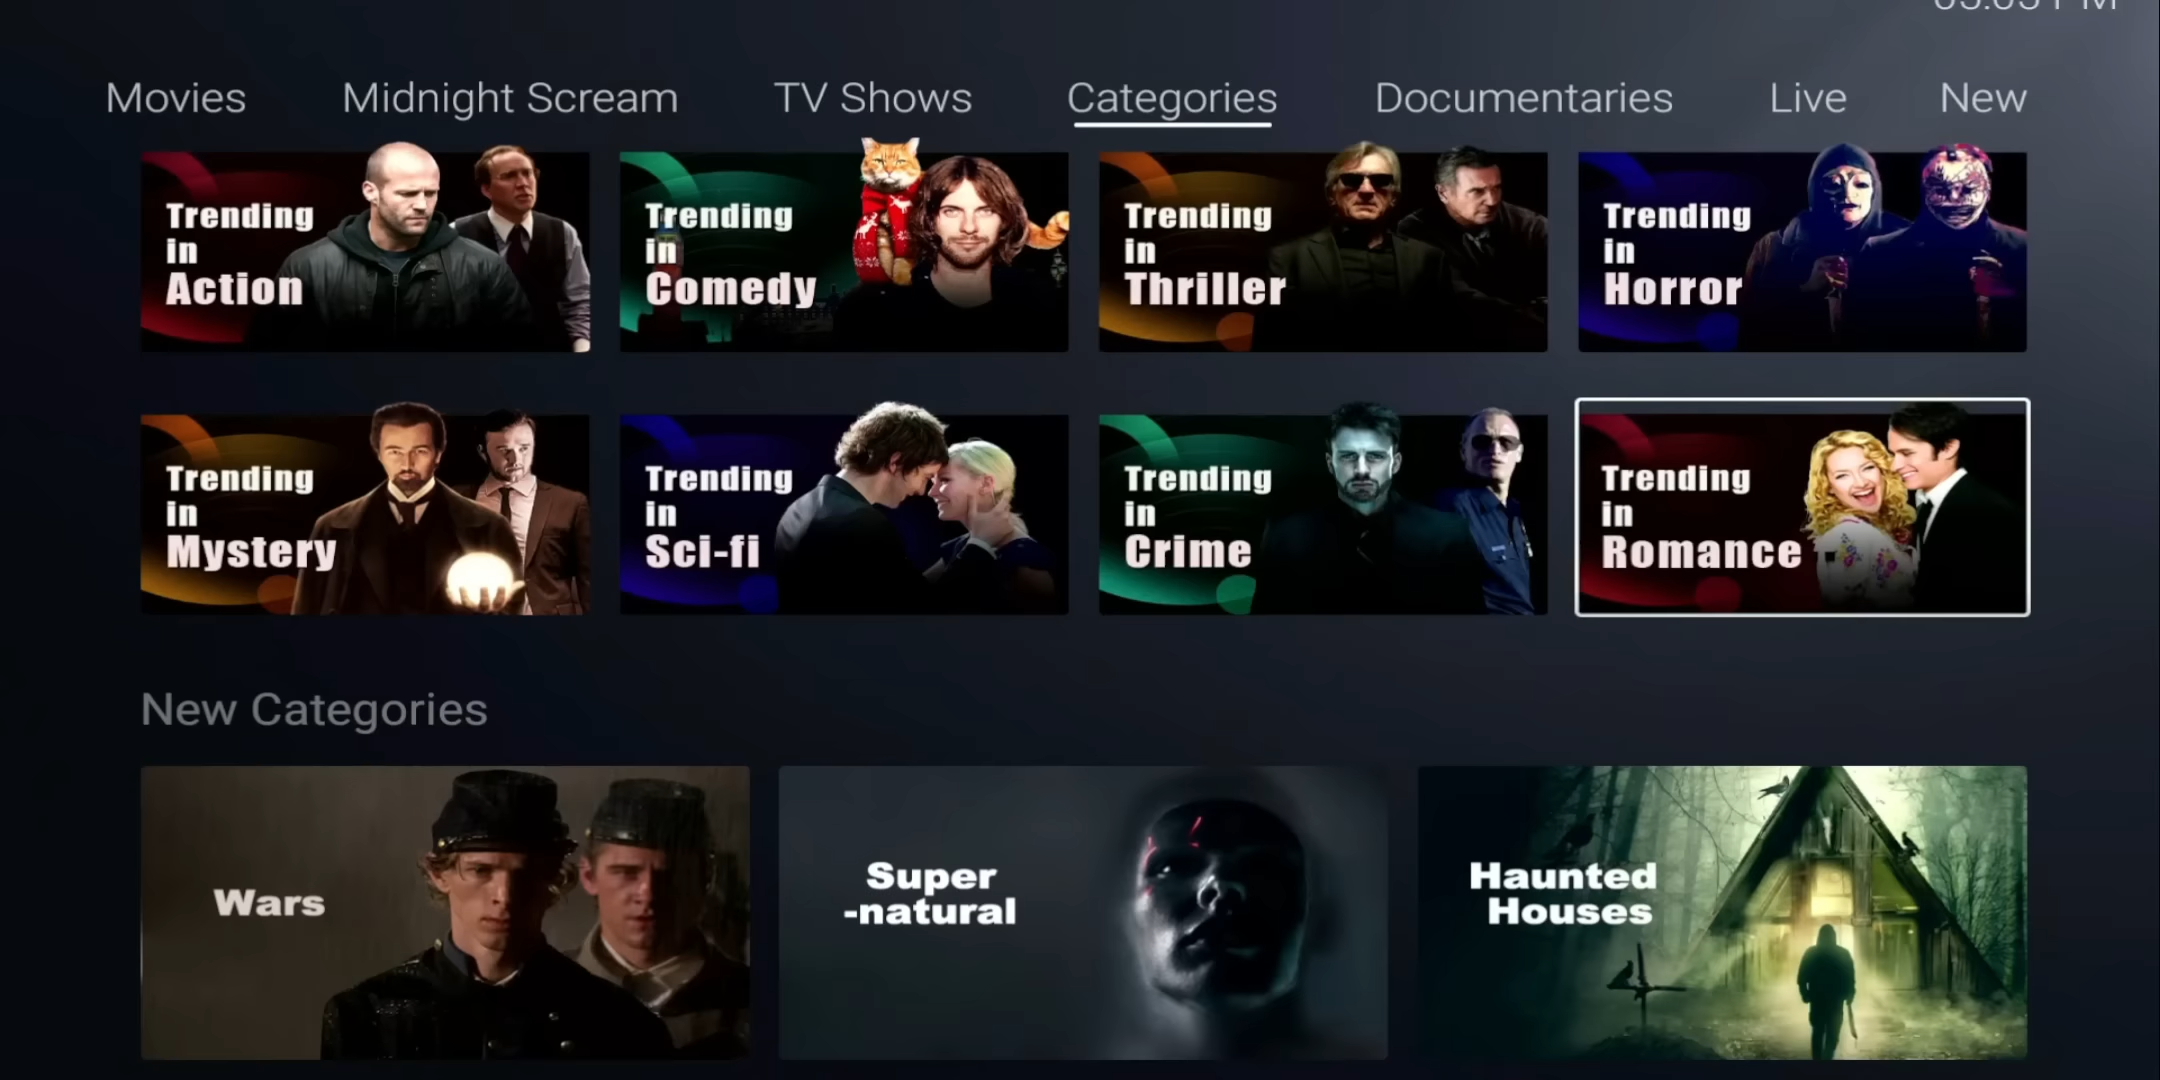 Movies Midnight Scream TV Shows Categories Documentaries Live New
Trending
in
Action
Trending
in
Comedy
Trending
in
Thriller
Trending
in
Horror
Trending
in
Mystery
Trending
in
Sci-fi
Trending
in
Crime
Trending
in
Romance
New Categories
Wars
Super
-natural
Haunted
Houses